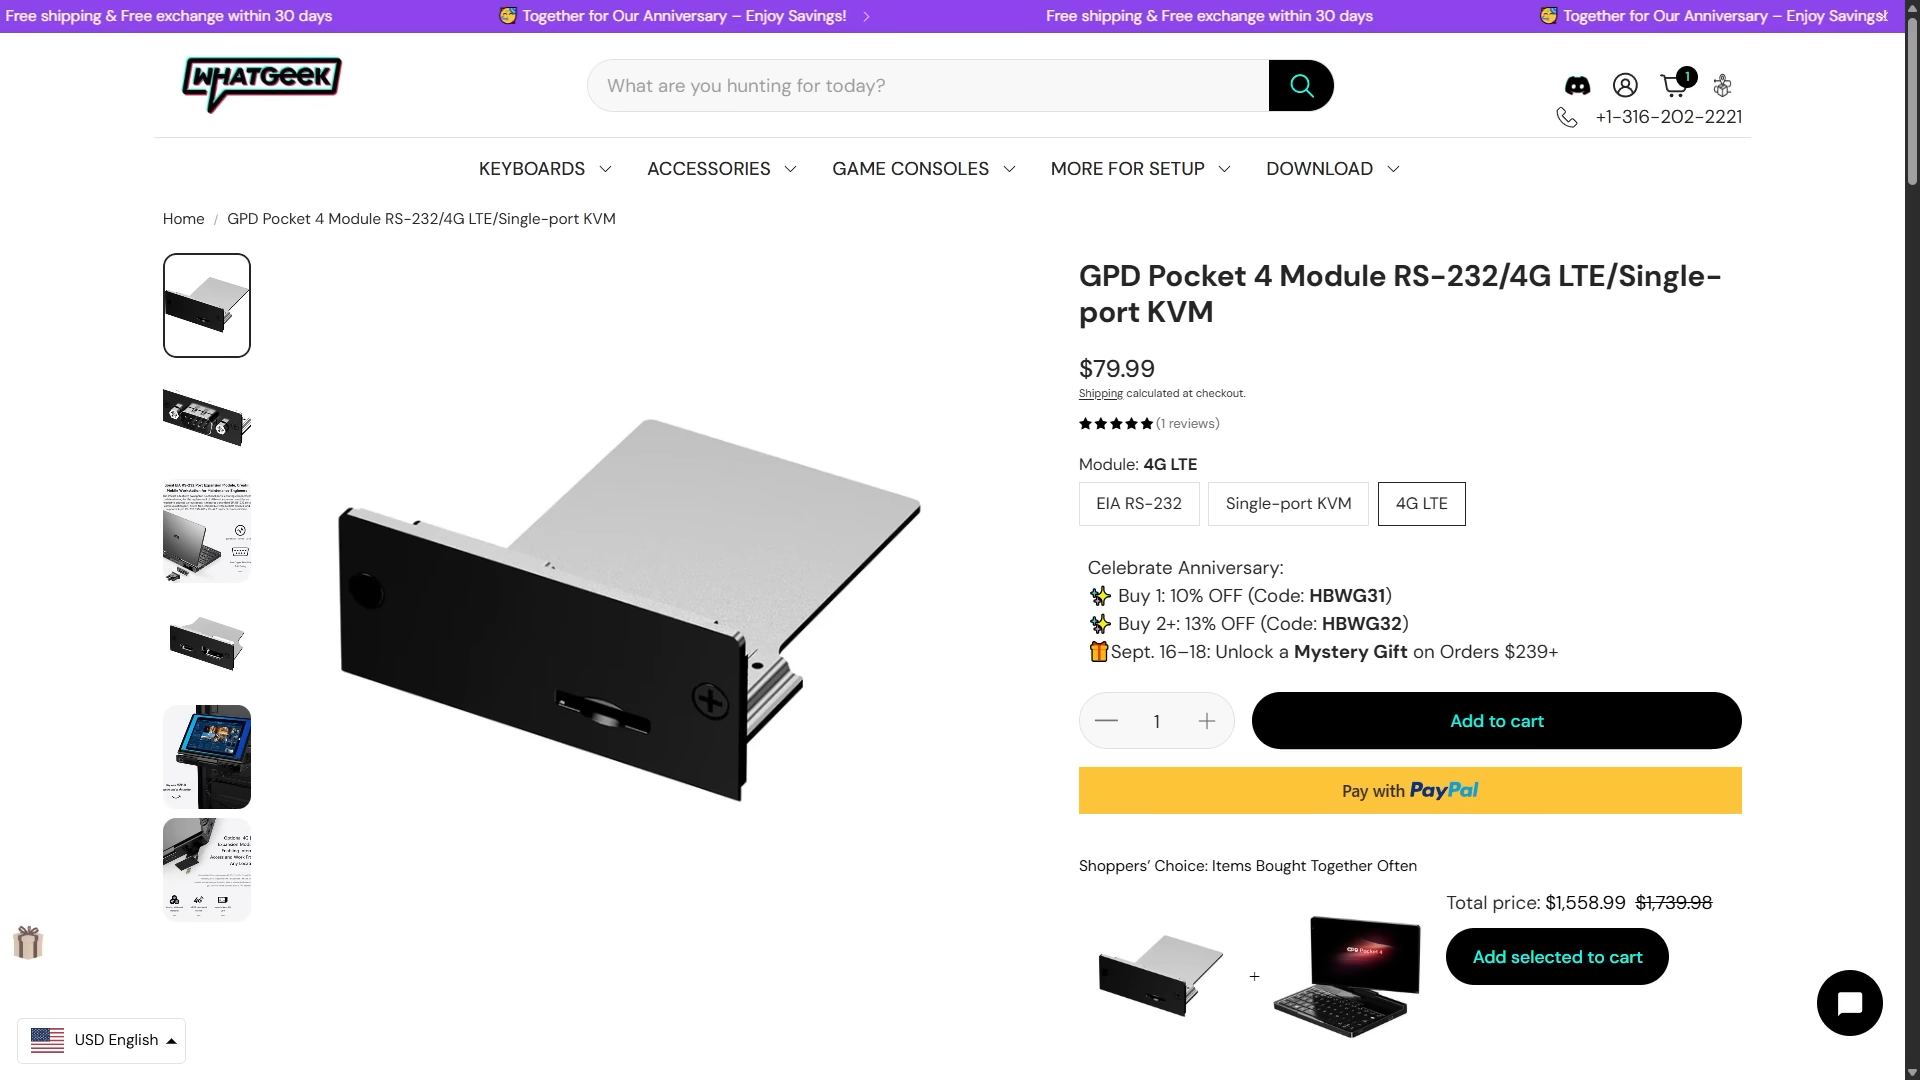 Free shipping & Free exchange within 30 days
🥳 Together for Our Anniversary – Enjoy Savings!
Free shipping & Free exchange within 30 days
🥳 Together for Our Anniversary – Enjoy Savings!
WHATGEEK
What are you hunting for today?
1
+1-316-202-2221
KEYBOARDS
ACCESSORIES
GAME CONSOLES
MORE FOR SETUP
DOWNLOAD
Home / GPD Pocket 4 Module RS-232/4G LTE/Single-port KVM
GPD Pocket 4 Module RS-232/4G LTE/Single-
port KVM
$79.99
Shipping calculated at checkout.
★★★★★ (1 reviews)
Module: 4G LTE
EIA RS-232
Single-port KVM
4G LTE
Celebrate Anniversary:
✨ Buy 1: 10% OFF (Code: HBWG31)
✨ Buy 2+: 13% OFF (Code: HBWG32)
🎁Sept. 16–18: Unlock a Mystery Gift on Orders $239+
— 1 +
Add to cart
Pay with PayPal
Shoppers’ Choice: Items Bought Together Often
Total price: $1,558.99 $1,739.98
+
Add selected to cart
USD English